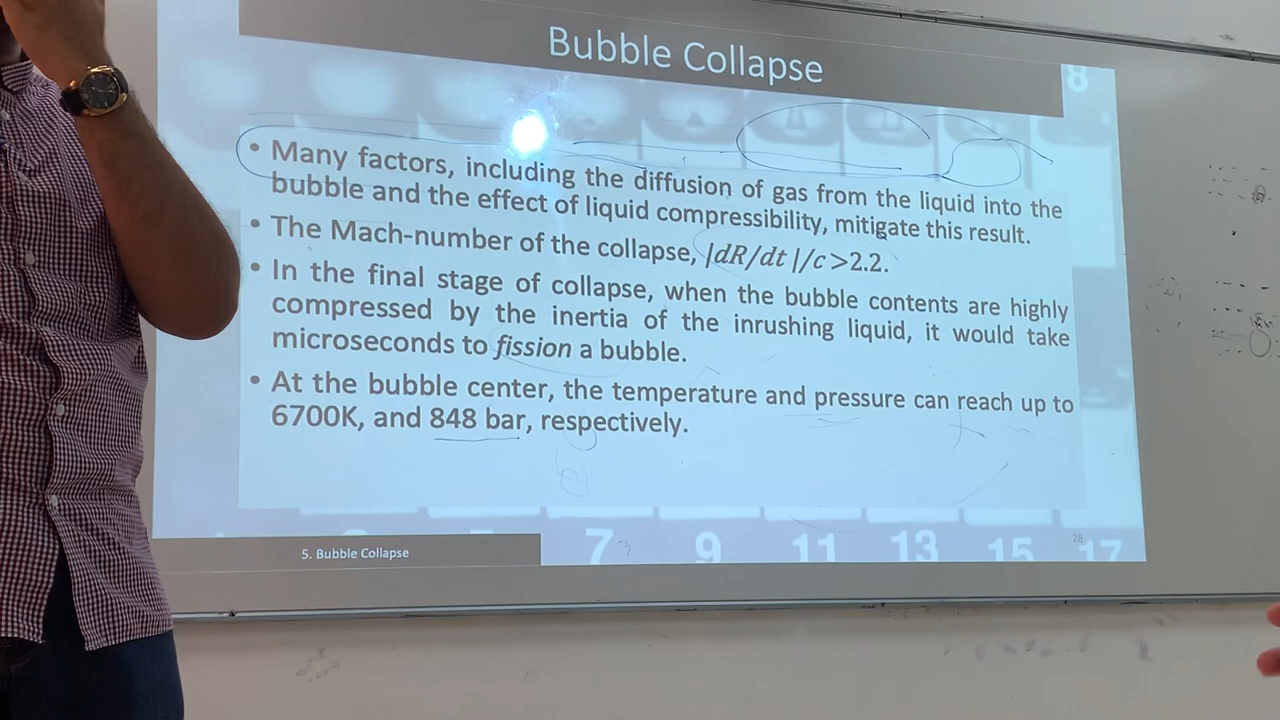 Bubble Collapse
8
• Many factors, including the diffusion of gas from the liquid into the
bubble and the effect of liquid compressibility, mitigate this result.
• The Mach-number of the collapse, |dR/dt |/c >2.2.
• In the final stage of collapse, when the bubble contents are highly
compressed by the inertia of the inrushing liquid, it would take
microseconds to fission a bubble.
• At the bubble center, the temperature and pressure can reach up to
6700K, and 848 bar, respectively.
5. Bubble Collapse
7 9 11 13 15 17
28